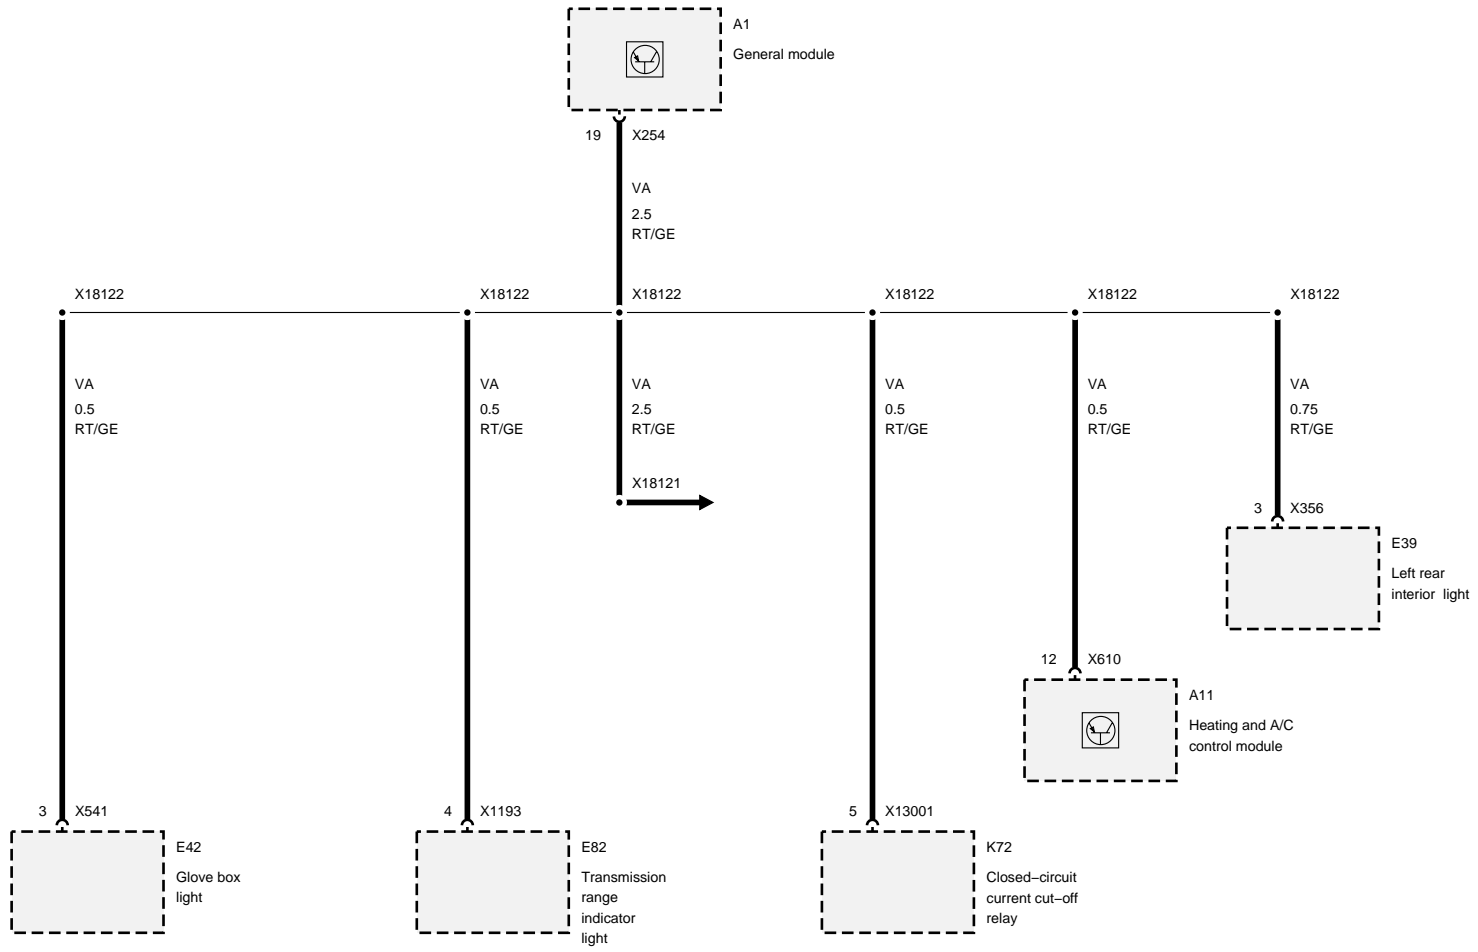 A1
General module
19 X254
VA
2.5
RT/GE
X18122 X18122 X18122 X18122 X18122 X18122
VA VA VA VA VA VA
0.5 0.5 2.5 0.5 0.5 0.75
RT/GE RT/GE RT/GE RT/GE RT/GE RT/GE
X18121
3 X356
E39
Left rear
interior light
12 X610
A11
Heating and A/C
control module
3 X541 4 X1193 5 X13001
E42
Glove box
light
E82
Transmission
range
indicator
light
K72
Closed−circuit
current cut−off
relay